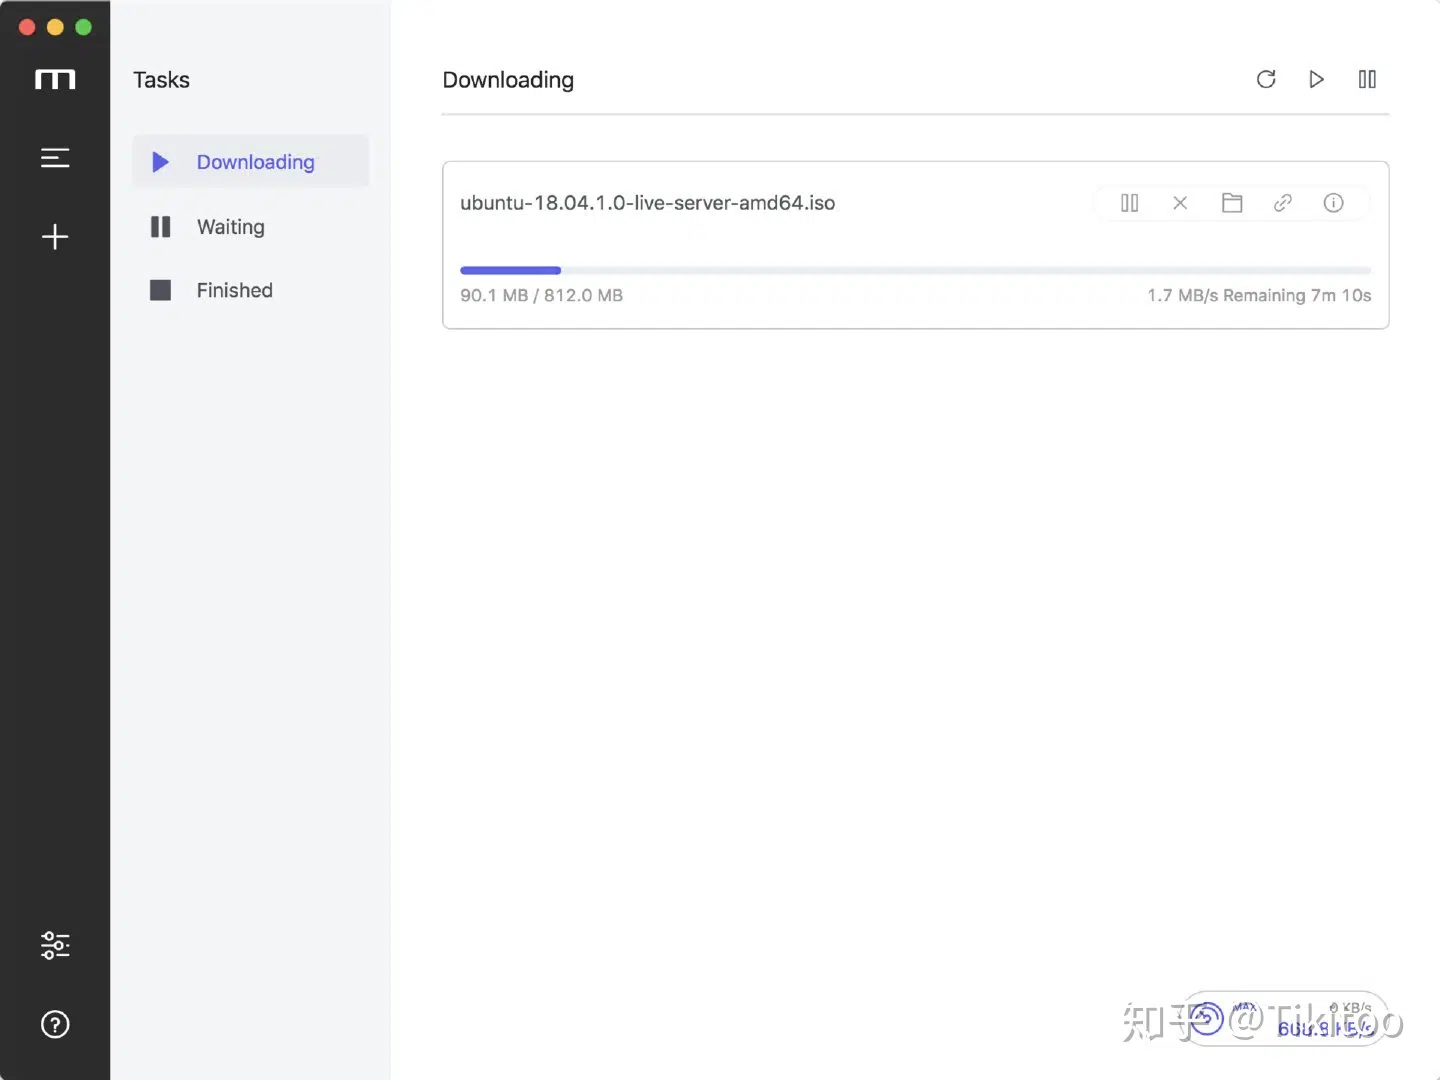 m
Tasks
Downloading
Waiting
Finished
Downloading
ubuntu-18.04.1.0-live-server-amd64.iso
90.1 MB / 812.0 MB
1.7 MB/s Remaining 7m 10s
MAX
0 KB/s
知乎 @Tikitoo